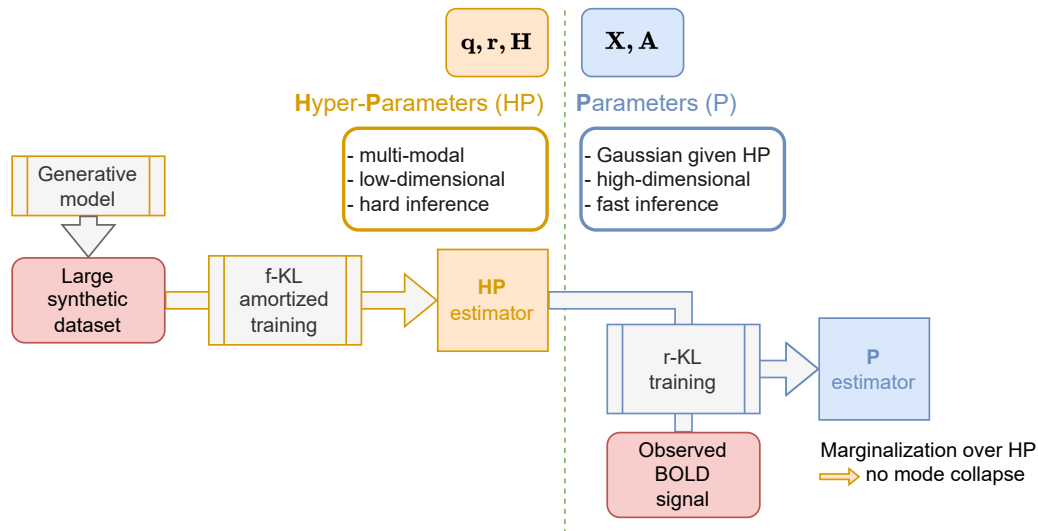 q, r, H
X, A
Hyper-Parameters (HP)
Parameters (P)
- multi-modal
- low-dimensional
- hard inference
- Gaussian given HP
- high-dimensional
- fast inference
Generative
model
Large
synthetic
dataset
f-KL
amortized
training
HP
estimator
r-KL
training
P
estimator
Observed
BOLD
signal
Marginalization over HP
no mode collapse